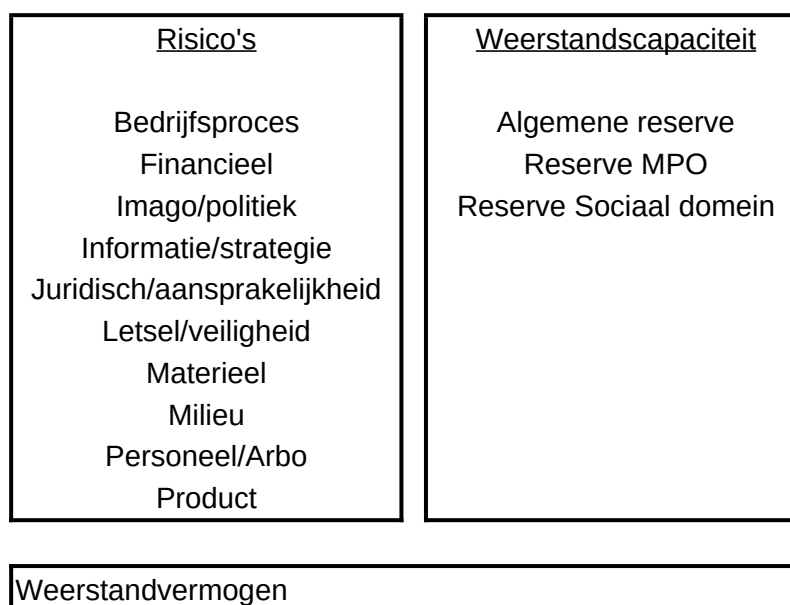 Risico's
Bedrijfsproces
Financieel
Imago/politiek
Informatie/strategie
Juridisch/aansprakelijkheid
Letsel/veiligheid
Materieel
Milieu
Personeel/Arbo
Product
Weerstandscapaciteit
Algemene reserve
Reserve MPO
Reserve Sociaal domein
Weerstandvermogen